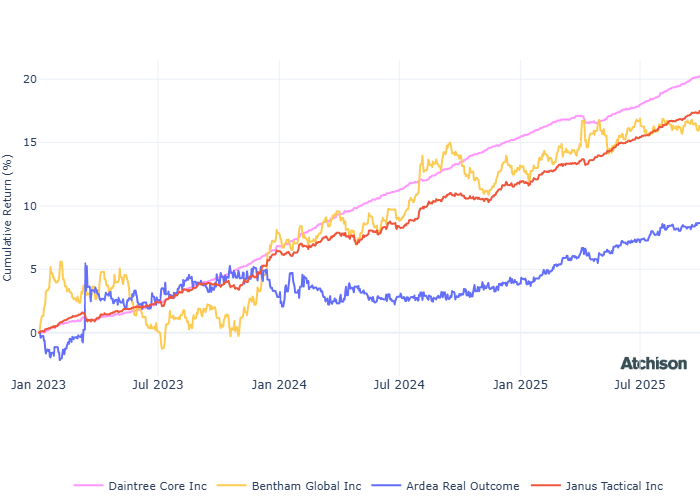 Cumulative Return (%)
20
15
10
5
0
Jan 2023 Jul 2023 Jan 2024 Jul 2024 Jan 2025 Jul 2025
Atchison
Daintree Core Inc Bentham Global Inc Ardea Real Outcome Janus Tactical Inc